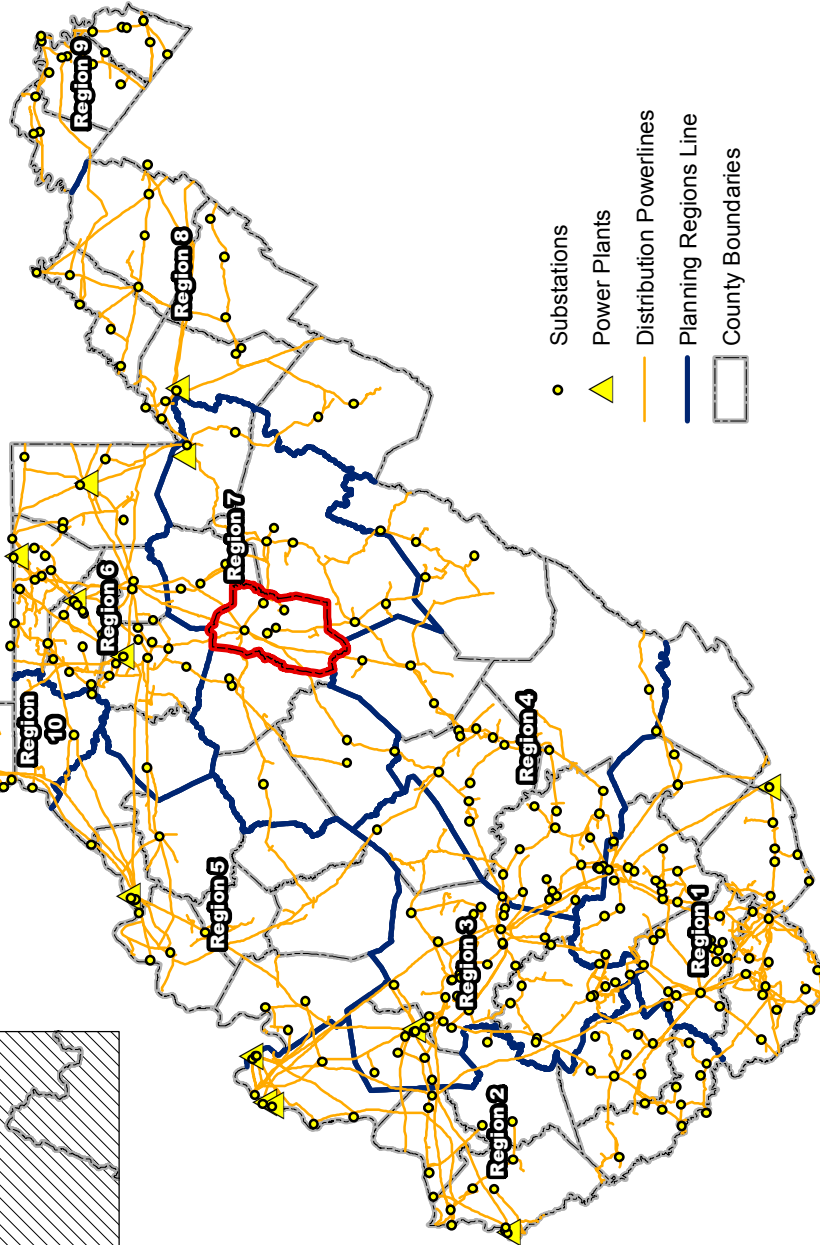 Region 9
Region 8
Region 7
Region 6
Region
10
Region 5
Region 4
Region 3
Region 1
Region 2
Substations
Power Plants
Distribution Powerlines
Planning Regions Line
County Boundaries